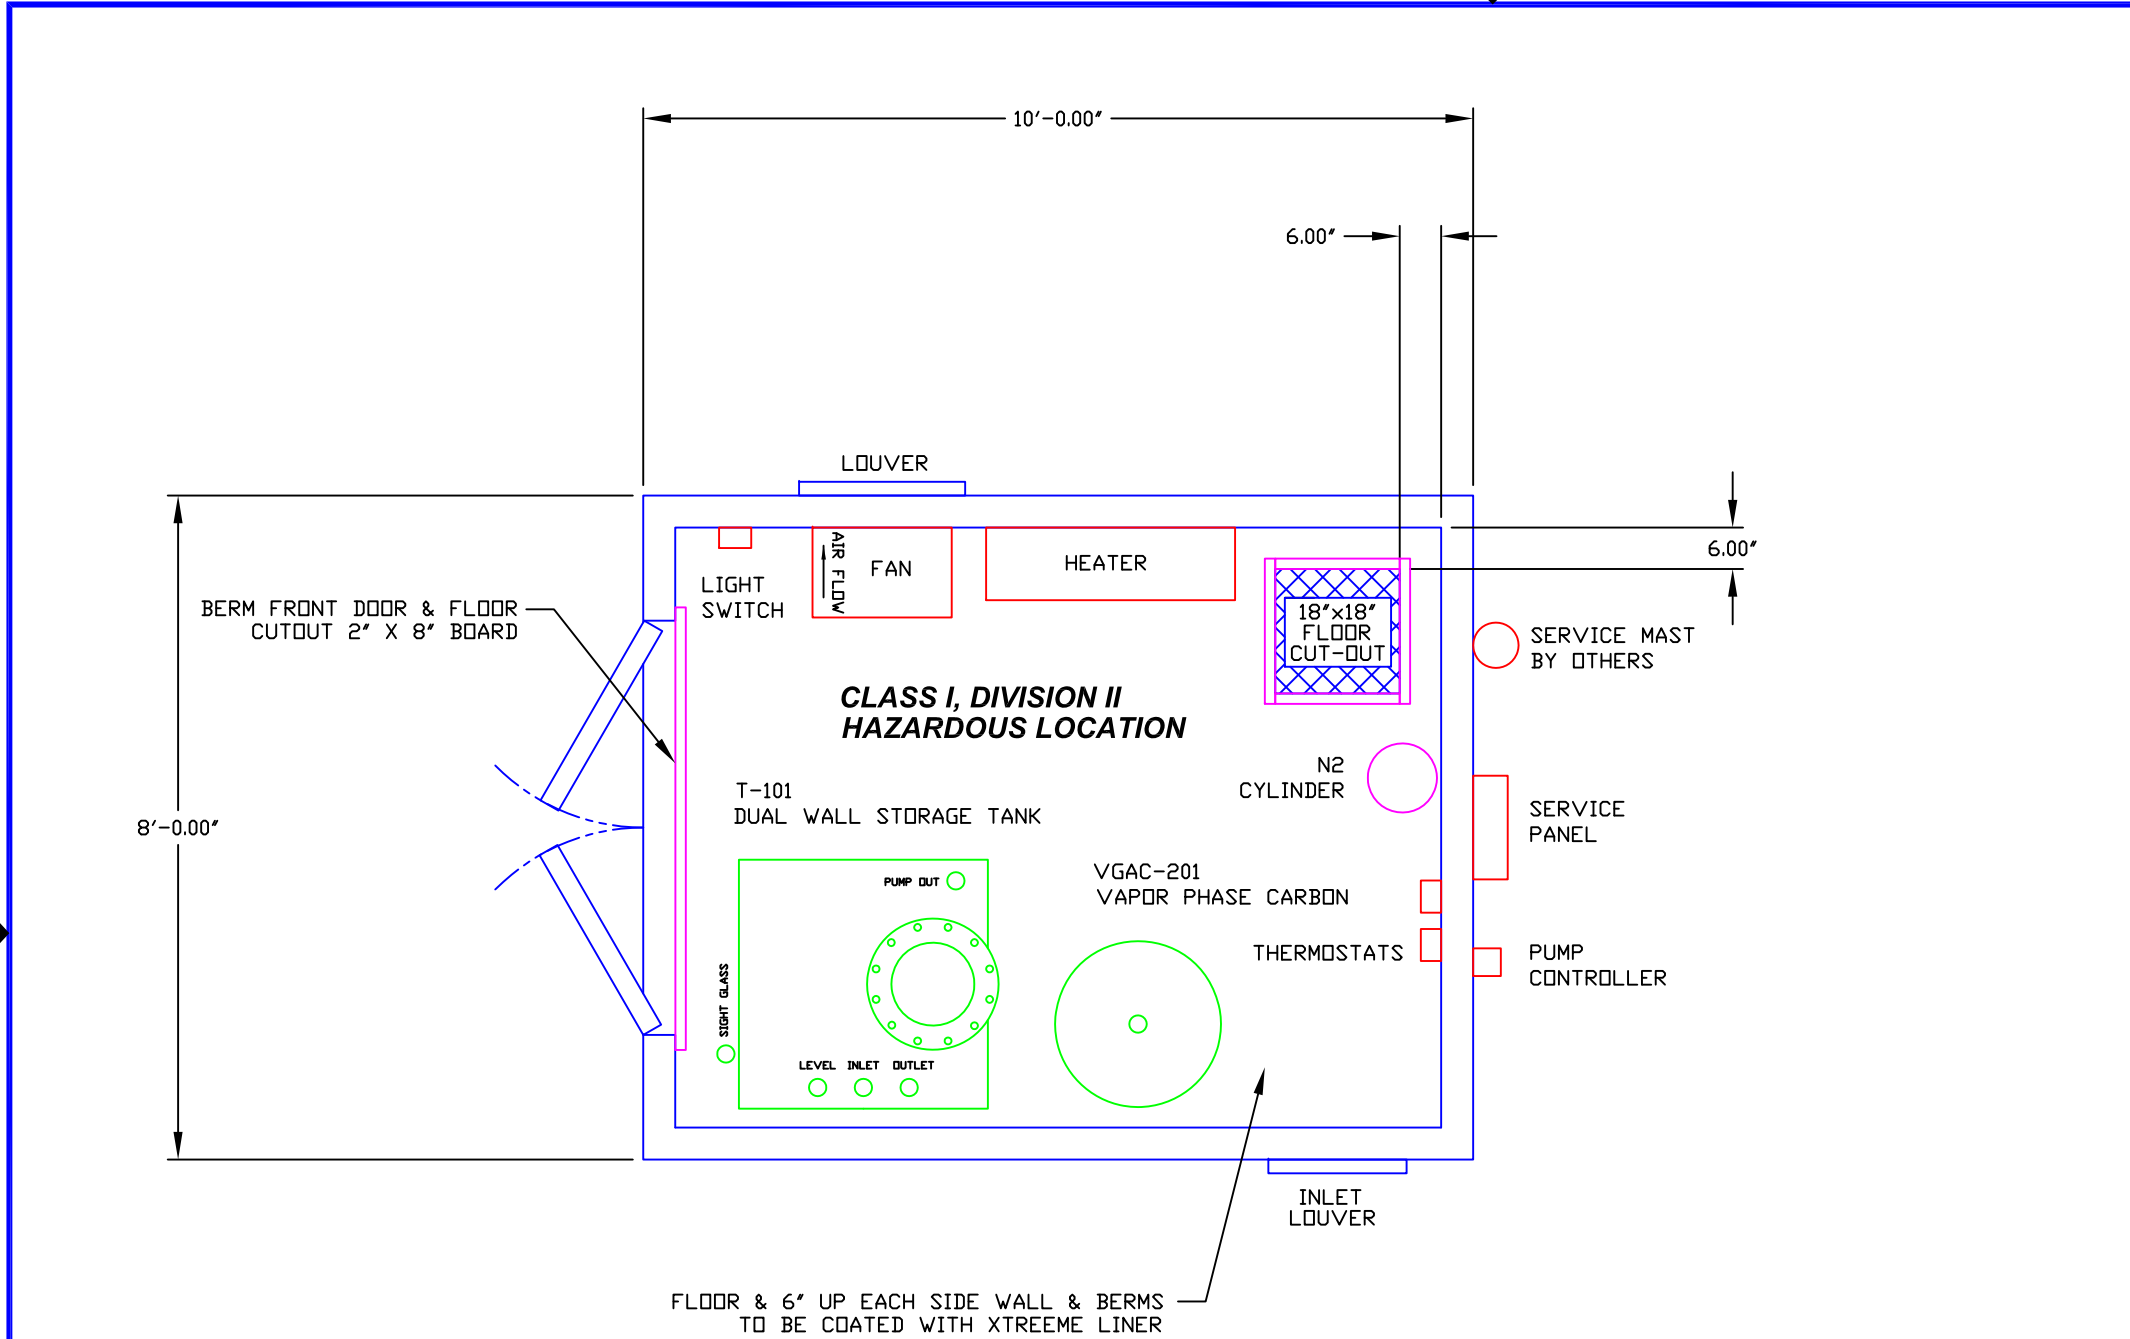 10'-0.00"
6.00"
LOUVER
AIR FLOW
FAN
HEATER
6.00"
LIGHT
SWITCH
BERM FRONT DOOR & FLOOR
CUTOUT 2" X 8" BOARD
18"x18"
FLOOR
CUT-OUT
SERVICE MAST
BY OTHERS
CLASS I, DIVISION II
HAZARDOUS LOCATION
N2
CYLINDER
T-101
DUAL WALL STORAGE TANK
8'-0.00"
SERVICE
PANEL
VGAC-201
VAPOR PHASE CARBON
PUMP OUT
THERMOSTATS
PUMP
CONTROLLER
SIGHT GLASS
LEVEL INLET OUTLET
INLET
LOUVER
FLOOR & 6" UP EACH SIDE WALL & BERMS
TO BE COATED WITH XTREEME LINER